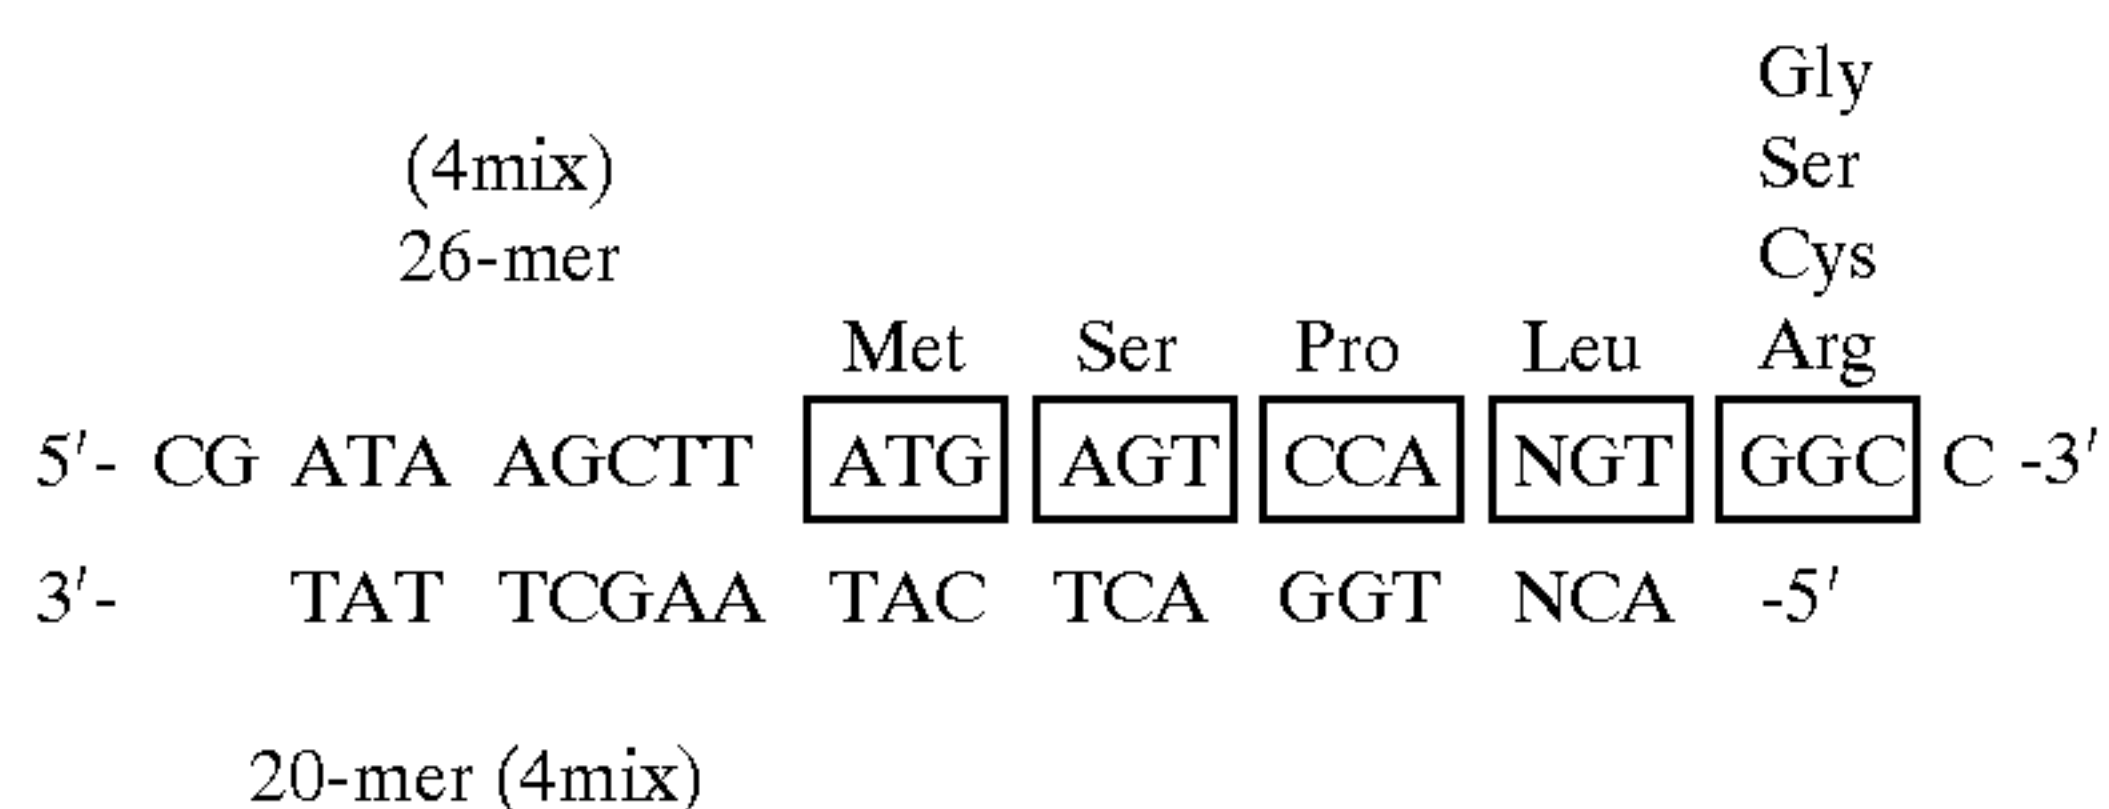 Gly
(4mix) Ser
26-mer Cys
Met Ser Pro Leu Arg
5′- CG ATA AGCTT ATG AGT CCA NGT GGC C -3′
3′- TAT TCGAA TAC TCA GGT NCA -5′
20-mer (4mix)